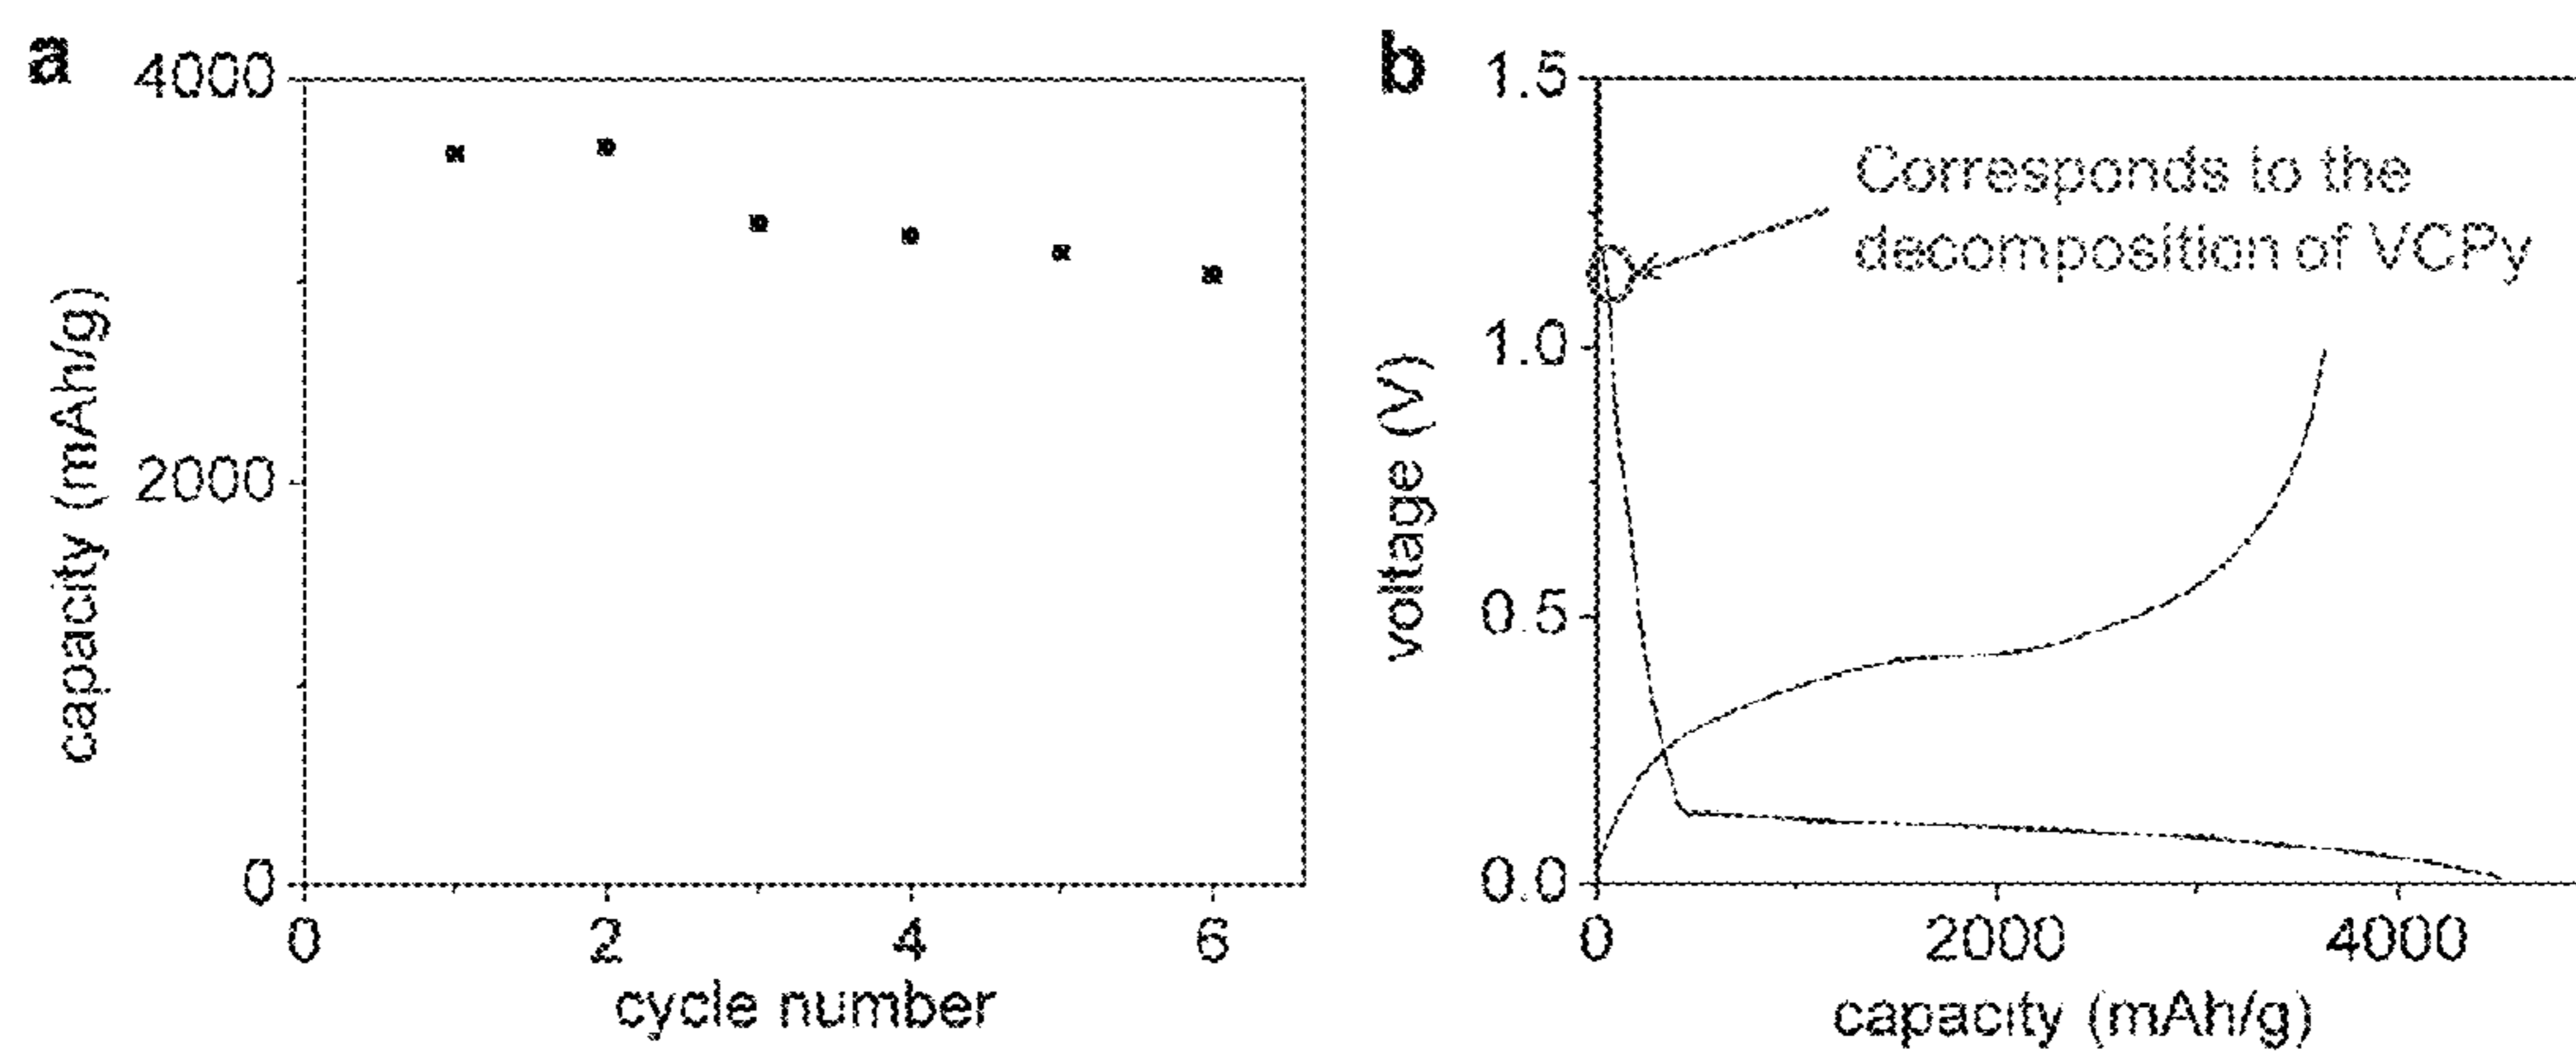 a
4000
2000
0
capacity (mAh/g)
0 2 4 6
cycle number
b
1.5
1.0
0.5
0.0
voltage (V)
Corresponds to the
decomposition of VCPy
0 2000 4000
capacity (mAh/g)